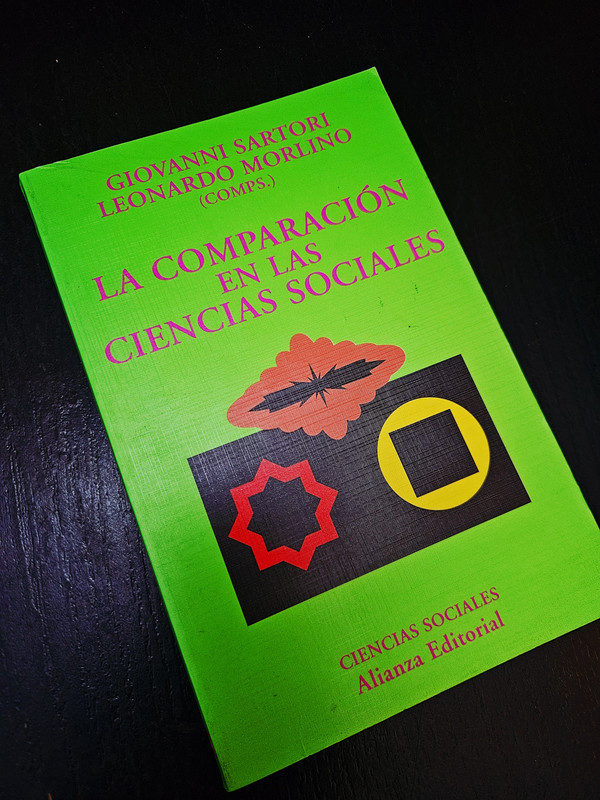 GIOVANNI SARTORI
LEONARDO MORLINO
(COMPS.)
LA COMPARACIÓN
EN LAS
CIENCIAS SOCIALES
CIENCIAS SOCIALES
Alianza Editorial